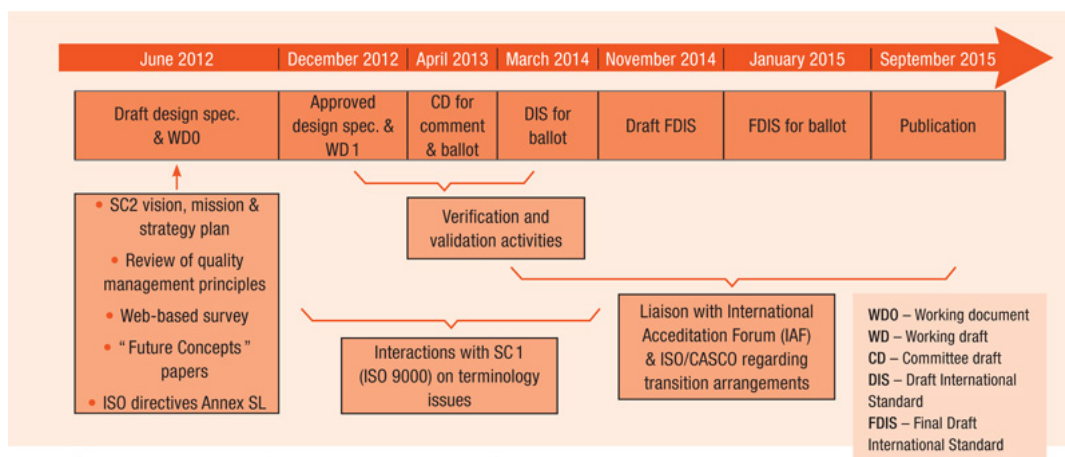 June 2012
December 2012
April 2013
March 2014
November 2014
January 2015
September 2015
Draft design spec.
& WD0
Approved
design spec. &
WD 1
CD for
comment
& ballot
DIS for
ballot
Draft FDIS
FDIS for ballot
Publication
• SC2 vision, mission &
strategy plan
• Review of quality
management principles
• Web-based survey
• “Future Concepts”
papers
• ISO directives Annex SL
Verification and
validation activities
Interactions with SC 1
(ISO 9000) on terminology
issues
Liaison with International
Acceditation Forum (IAF)
& ISO/CASCO regarding
transition arrangements
WDO – Working document
WD – Working draft
CD – Committee draft
DIS – Draft International
Standard
FDIS – Final Draft
International Standard